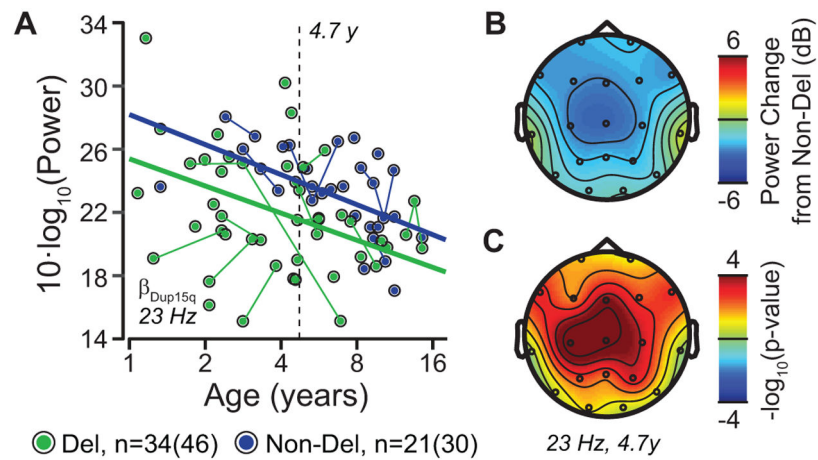 A
34
30
26
22
18
14
10·log₁₀(Power)
4.7 y
β_Dup15q
23 Hz
1
2
4
8
16
Age (years)
Del, n=34(46)
Non-Del, n=21(30)
B
6
-6
Power Change
from Non-Del (dB)
C
4
-4
-log₁₀(p-value)
23 Hz, 4.7y